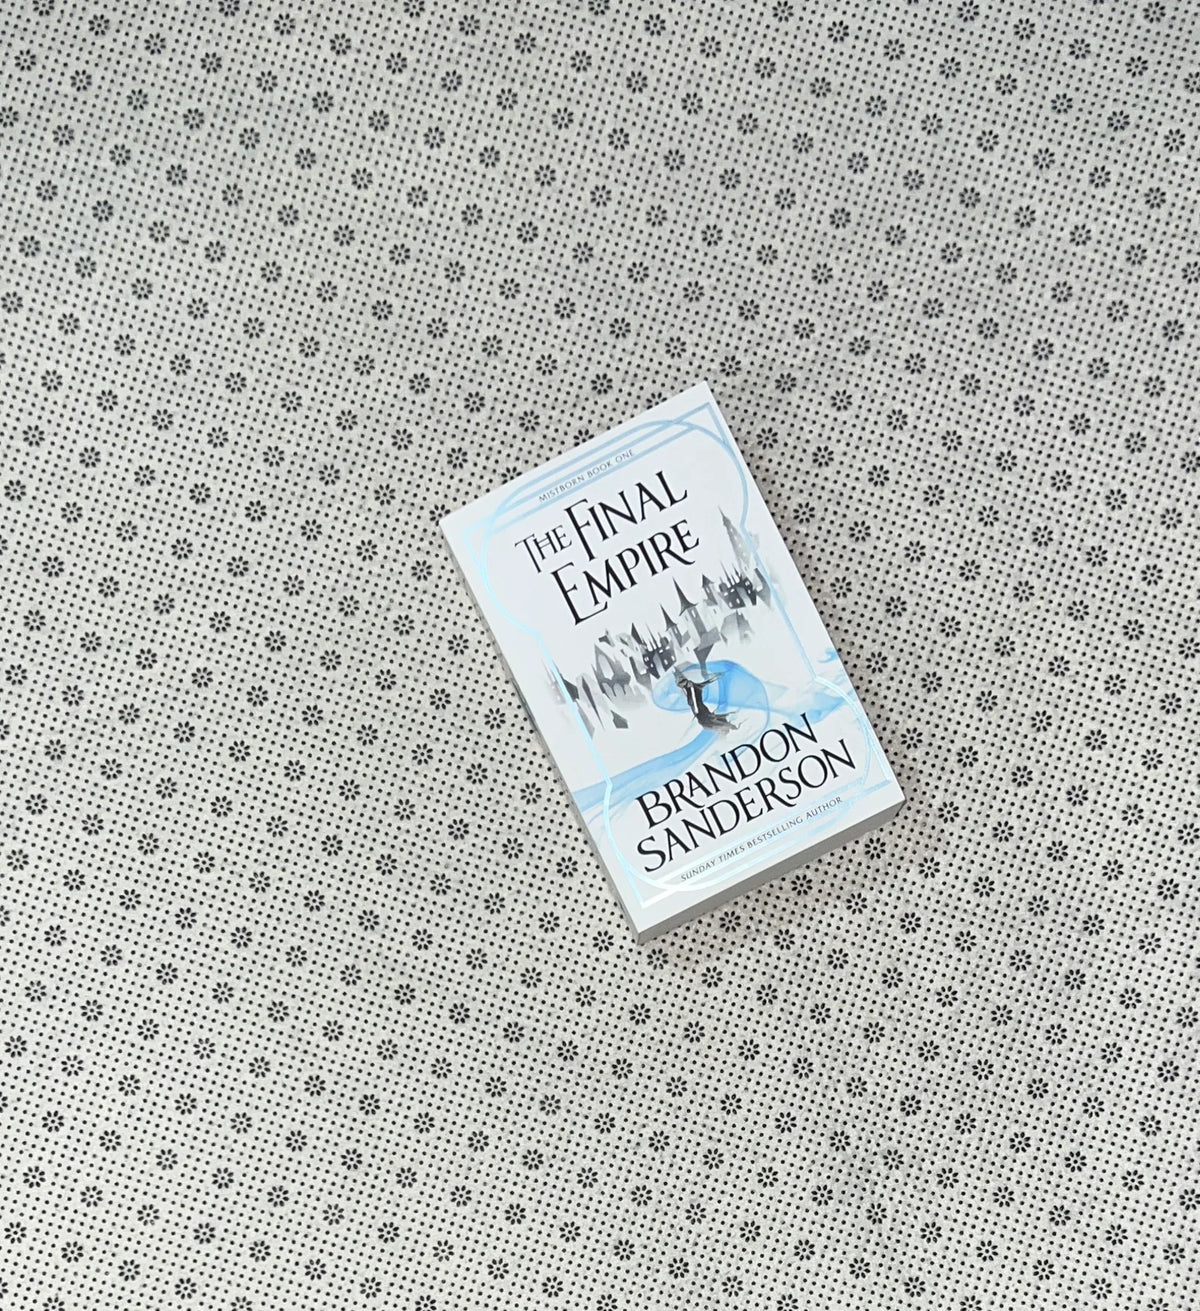 MISTBORN BOOK ONE
THE FINAL
EMPIRE
BRANDON
SANDERSON
SUNDAY TIMES BESTSELLING AUTHOR